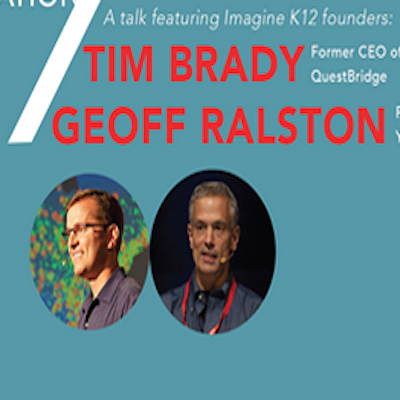 A talk featuring Imagine K12 founders:
TIM BRADY
Former CEO of
QuestBridge
GEOFF RALSTON